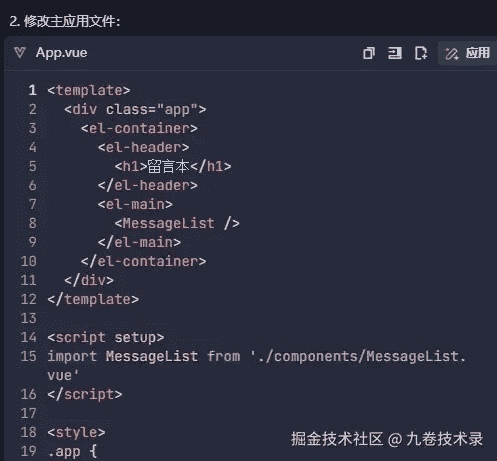 2. 修改主应用文件：
App.vue
应用
1 <template>
2   <div class="app">
3     <el-container>
4       <el-header>
5         <h1>留言本</h1>
6       </el-header>
7       <el-main>
8         <MessageList />
9       </el-main>
10     </el-container>
11   </div>
12 </template>
13
14 <script setup>
15 import MessageList from './components/MessageList.
vue'
16 </script>
17
18 <style>
19 .app {
掘金技术社区 @ 九卷技术录